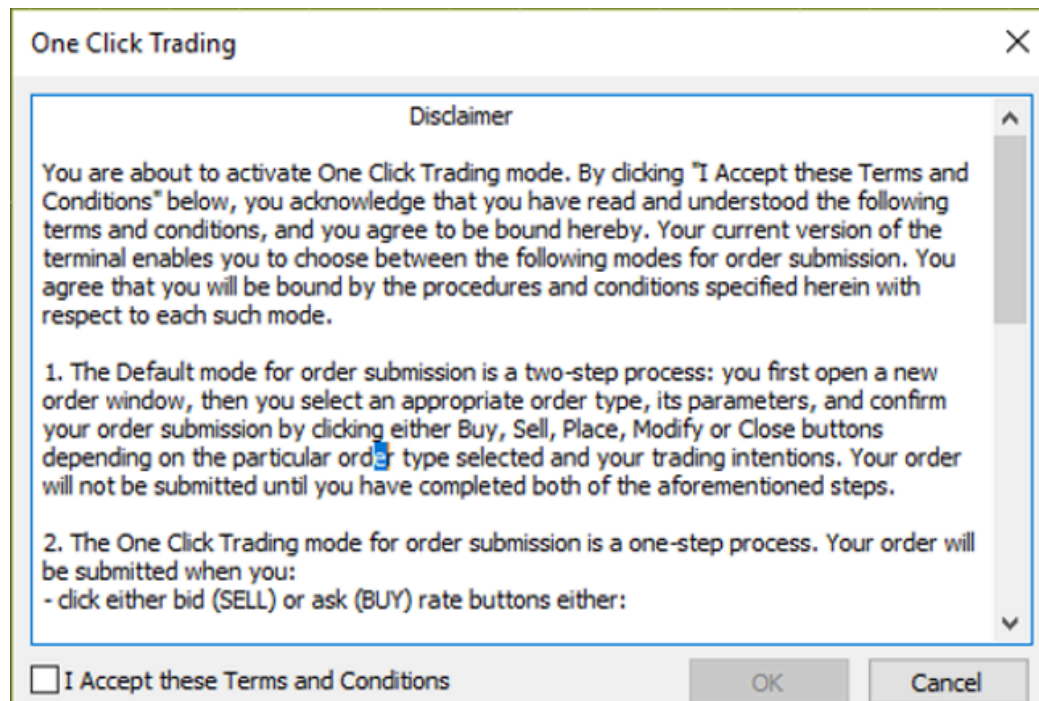 One Click Trading
Disclaimer
You are about to activate One Click Trading mode. By clicking "I Accept these Terms and
Conditions" below, you acknowledge that you have read and understood the following
terms and conditions, and you agree to be bound hereby. Your current version of the
terminal enables you to choose between the following modes for order submission. You
agree that you will be bound by the procedures and conditions specified herein with
respect to each such mode.
1. The Default mode for order submission is a two-step process: you first open a new
order window, then you select an appropriate order type, its parameters, and confirm
your order submission by clicking either Buy, Sell, Place, Modify or Close buttons
depending on the particular order type selected and your trading intentions. Your order
will not be submitted until you have completed both of the aforementioned steps.
2. The One Click Trading mode for order submission is a one-step process. Your order will
be submitted when you:
- click either bid (SELL) or ask (BUY) rate buttons either:
I Accept these Terms and Conditions
OK
Cancel